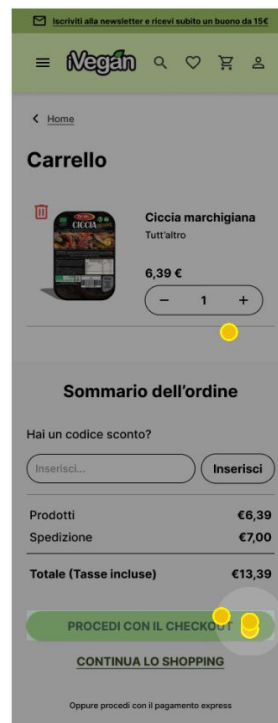 Iscriviti alla newsletter e ricevi subito un buono da 15€
iVegan
Home
Carrello
CICCIA
Ciccia marchigiana
Tutt'altro
6,39 €
− 1 +
Sommario dell'ordine
Hai un codice sconto?
Inserisci... Inserisci
Prodotti €6,39
Spedizione €7,00
Totale (Tasse incluse) €13,39
PROCEDI CON IL CHECKOUT
CONTINUA LO SHOPPING
Oppure procedi con il pagamento express